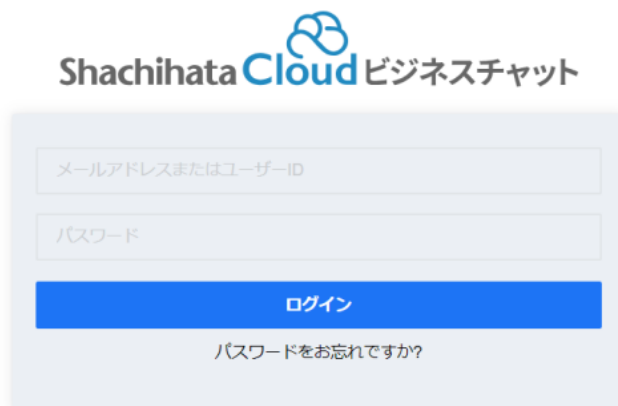 Shachihata Cloud ビジネスチャット
メールアドレスまたはユーザーID
パスワード
ログイン
パスワードをお忘れですか?